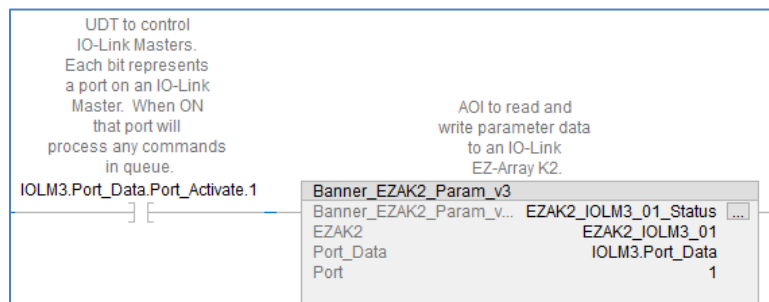 UDT to control
IO-Link Masters.
Each bit represents
a port on an IO-Link
Master. When ON
that port will
process any commands
in queue.
IOLM3.Port_Data.Port_Activate.1
AOI to read and
write parameter data
to an IO-Link
EZ-Array K2.
Banner_EZAK2_Param_v3
Banner_EZAK2_Param_v... EZAK2_IOLM3_01_Status ...
EZAK2 EZAK2_IOLM3_01
Port_Data IOLM3.Port_Data
Port 1